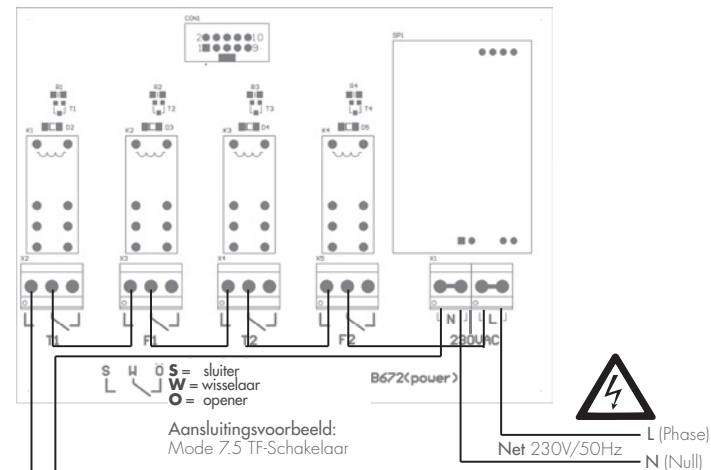 CON1
2 10
1 9
SP1
R1 R2 R3 R4
T1 T2 T3 T4
K1 D2 K2 D3 K3 D4 K4 D5
X2 X3 X4 X5 X1
T1 F1 T2 F2 N L
230VAC
S W Ö
S = sluiter
W = wisselaar
O = opener
B672(power)
Aansluitingsvoorbeeld:
Mode 7.5 TF-Schakelaar
Net 230V/50Hz
L (Phase)
N (Null)